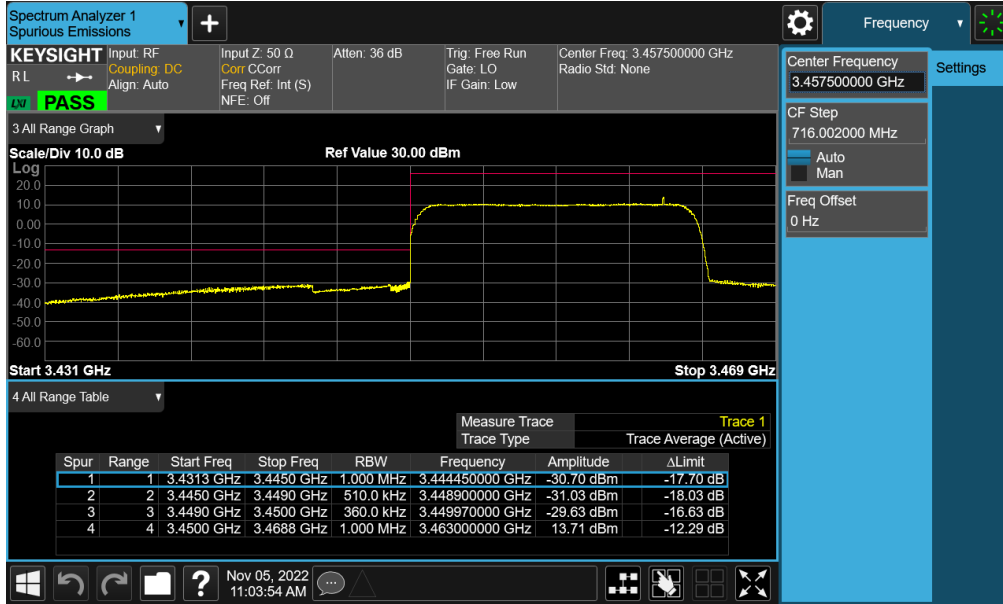 Spectrum Analyzer 1
Spurious Emissions
Frequency
KEYSIGHT
Input: RF
Input Z: 50 Ω
Atten: 36 dB
Trig: Free Run
Center Freq: 3.457500000 GHz
R L
Coupling: DC
Corr CCorr
Gate: LO
Radio Std: None
Align: Auto
Freq Ref: Int (S)
IF Gain: Low
LXI
PASS
NFE: Off
Center Frequency
3.457500000 GHz
Settings
CF Step
716.002000 MHz
Auto
Man
Freq Offset
0 Hz
3 All Range Graph
Scale/Div 10.0 dB
Ref Value 30.00 dBm
Log
20.0
10.0
0.00
-10.0
-20.0
-30.0
-40.0
-50.0
-60.0
Start 3.431 GHz
Stop 3.469 GHz
4 All Range Table
Measure Trace Trace 1
Trace Type Trace Average (Active)
Spur Range Start Freq Stop Freq RBW Frequency Amplitude ΔLimit
1 1 3.4313 GHz 3.4450 GHz 1.000 MHz 3.444450000 GHz -30.70 dBm -17.70 dB
2 2 3.4450 GHz 3.4490 GHz 510.0 kHz 3.448900000 GHz -31.03 dBm -18.03 dB
3 3 3.4490 GHz 3.4500 GHz 360.0 kHz 3.449970000 GHz -29.63 dBm -16.63 dB
4 4 3.4500 GHz 3.4688 GHz 1.000 MHz 3.463000000 GHz 13.71 dBm -12.29 dB
?
Nov 05, 2022
11:03:54 AM